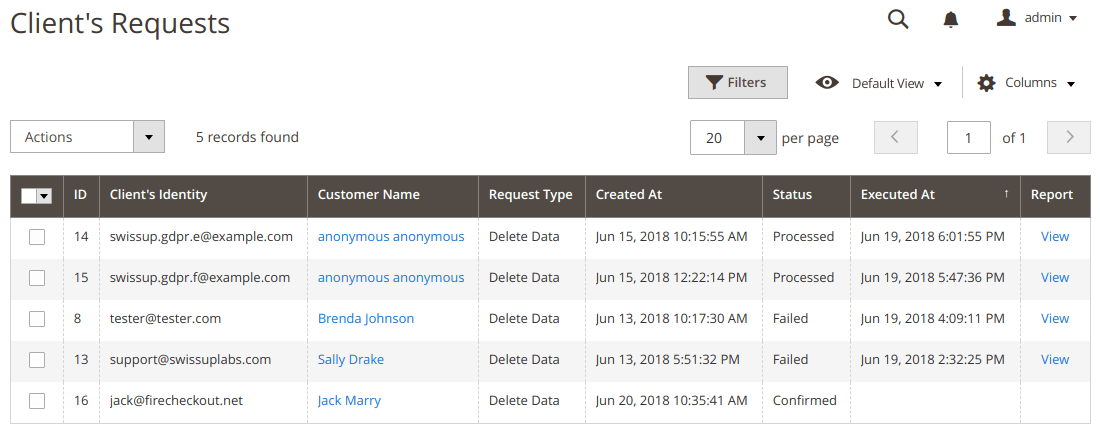 Client's Requests
admin
Filters
Default View
Columns
Actions
5 records found
20
per page
1
of 1
ID Client's Identity Customer Name Request Type Created At Status Executed At ↑ Report
14 swissup.gdpr.e@example.com anonymous anonymous Delete Data Jun 15, 2018 10:15:55 AM Processed Jun 19, 2018 6:01:55 PM View
15 swissup.gdpr.f@example.com anonymous anonymous Delete Data Jun 15, 2018 12:22:14 PM Processed Jun 19, 2018 5:47:36 PM View
8 tester@tester.com Brenda Johnson Delete Data Jun 13, 2018 10:17:30 AM Failed Jun 19, 2018 4:09:11 PM View
13 support@swissuplabs.com Sally Drake Delete Data Jun 13, 2018 5:51:32 PM Failed Jun 19, 2018 2:32:25 PM View
16 jack@firecheckout.net Jack Marry Delete Data Jun 20, 2018 10:35:41 AM Confirmed